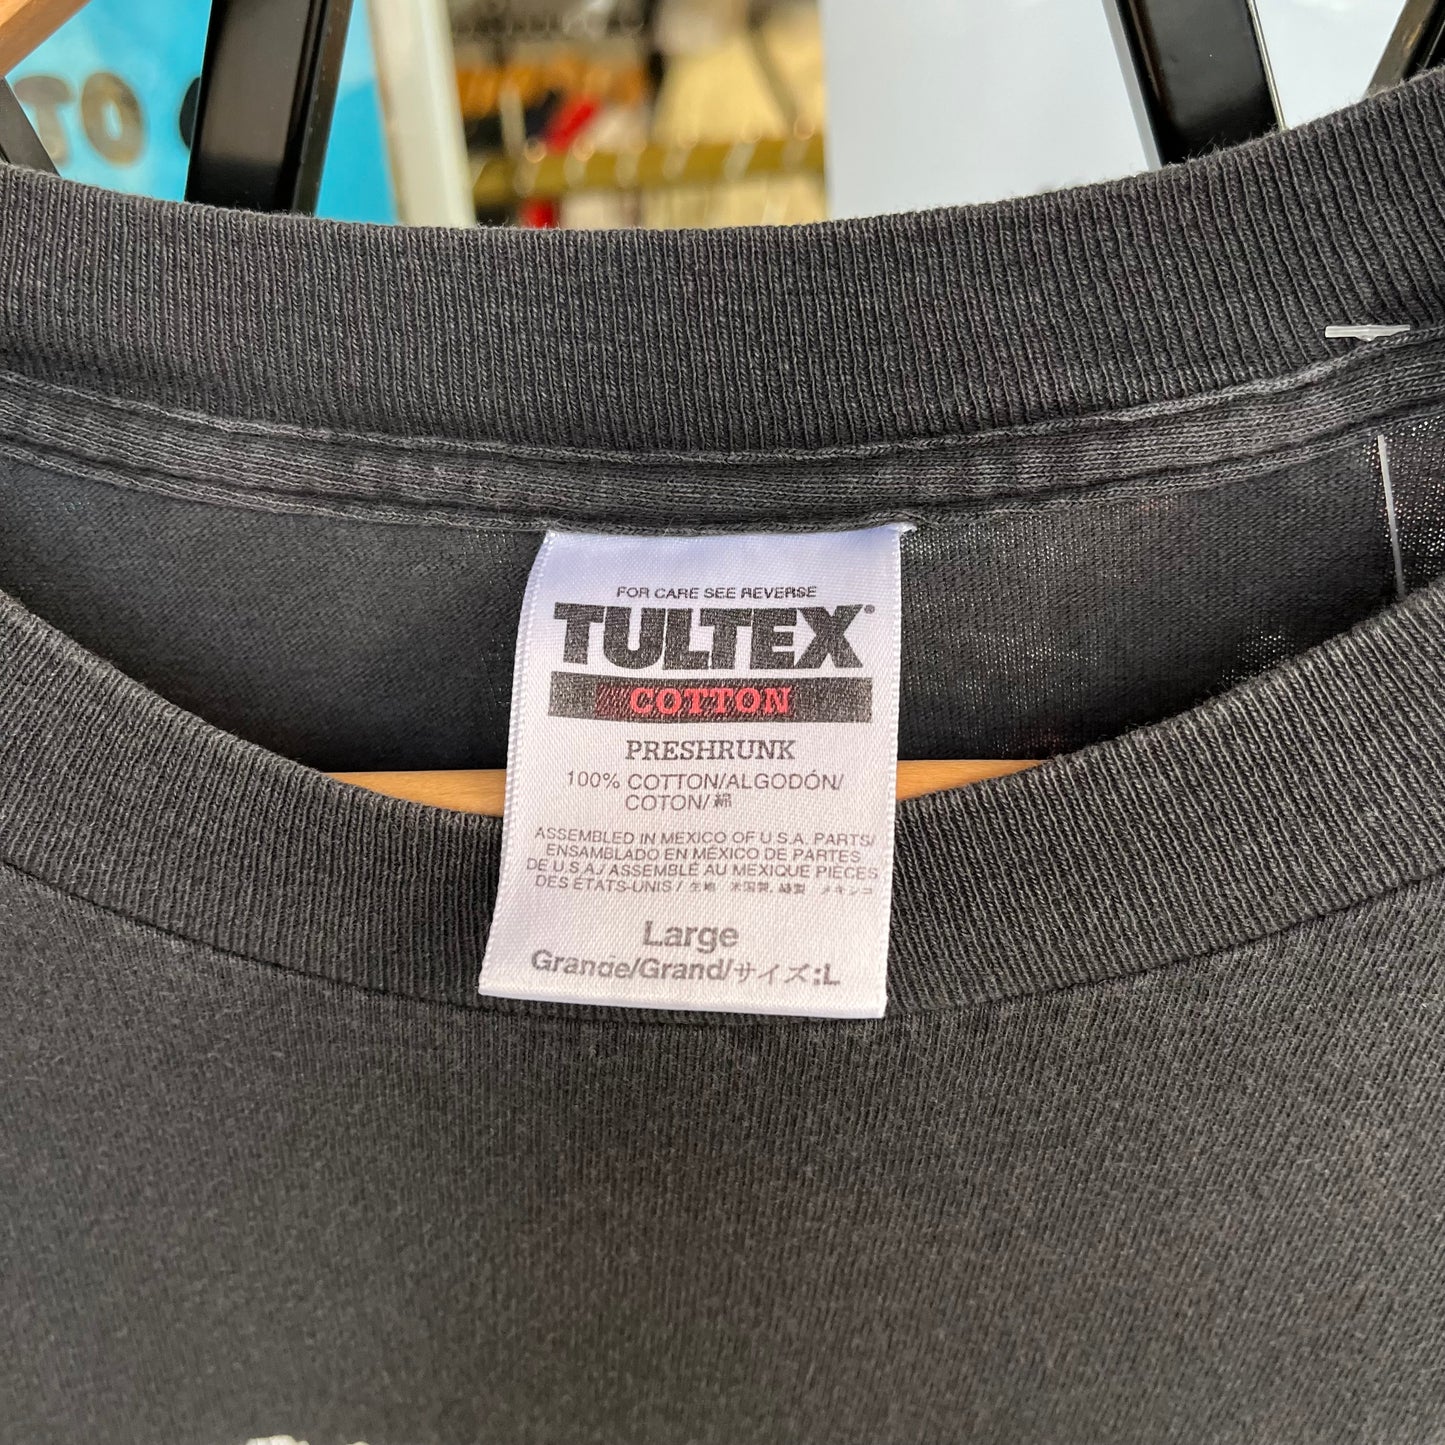 TO
FOR CARE SEE REVERSE
TULTEX®
COTTON
PRESHRUNK
100% COTTON/ALGODÓN/
COTON/綿
ASSEMBLED IN MEXICO OF U.S.A. PARTS/
ENSAMBLADO EN MÉXICO DE PARTES
DE U.S.A./ASSEMBLÉ AU MEXIQUE PIÈCES
DES ÉTATS-UNIS / 生地 米国製, 縫製 メキシコ
Large
Grande/Grand/サイズ:L